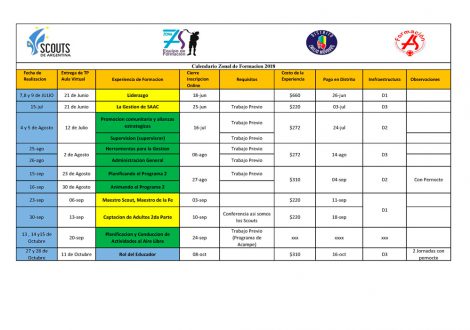 SCOUTS
DE ARGENTINA
Equipo de
Formación
DISTRITO
Formación
Calendario Zonal de Formacion 2018
Fecha de Realizacion Entrega de TP Aula Virtual Experiencia de Formacion Cierre Inscripcion Online Requisitos Costo de la Experiencia Pago en Distrito Insfraestructura Observaciones
7,8 y 9 de JULIO 21 de Junio Liderazgo 18-jun $660 26-jun D1
15-jul 21 de Junio La Gestion de SAAC Trabajo Previo $220 03-jul D3
4 y 5 de Agosto 12 de Julio Promocion comunitaria y alianzas estrategicas 16-jul Trabajo Previo $272 24-jul D2
Supervision (supervisrar) Trabajo Previo
25-ago 2 de Agosto Herramientas para la Gestion 06-ago Trabajo Previo $272 14-ago D3
26-ago Administracion General Trabajo Previo
15-sep 23 de Agosto Planificando el Programa 2 27-ago Trabajo Previo $310 04-sep D2 Con Pernocte
16-sep 30 de Agosto Animando el Programa 2
23-sep 06-sep Maestro, Maestro de la Fe 03-sep $220 11-sep D1
30-sep 13-sep Captacion de Adultos 2da Parte 10-sep Conferencia asi somos los Scouts $220 18-sep
13 , 14 y15 de Octubre 20-sep Planificacion y Conduccion de Actividades al Aire Libre 24-sep Trabajo Previo (Programa de Acampe) xxx xxxx xxx
27 y 28 de Octubre 11 de Octubre Rol del Educador 08-oct $310 16-oct D3 2 Jornadas con pernocte